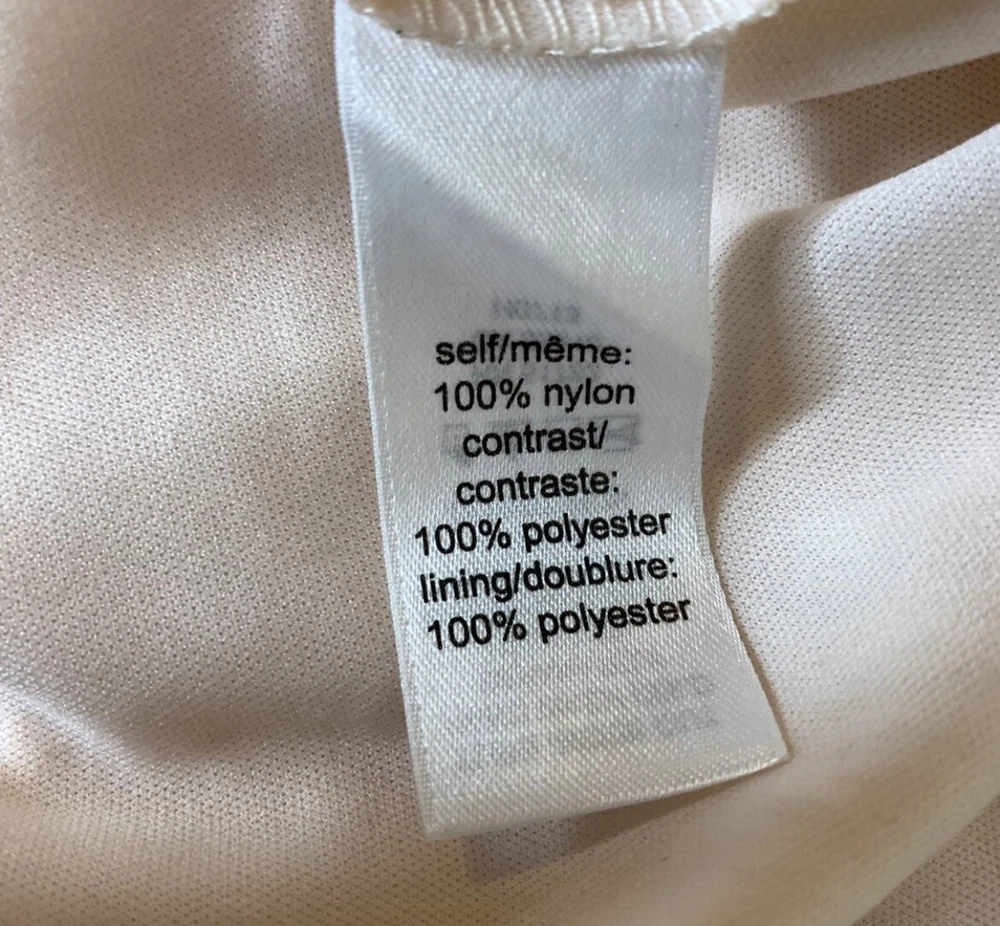 self/même:
100% nylon
contrast/
contraste:
100% polyester
lining/doublure:
100% polyester